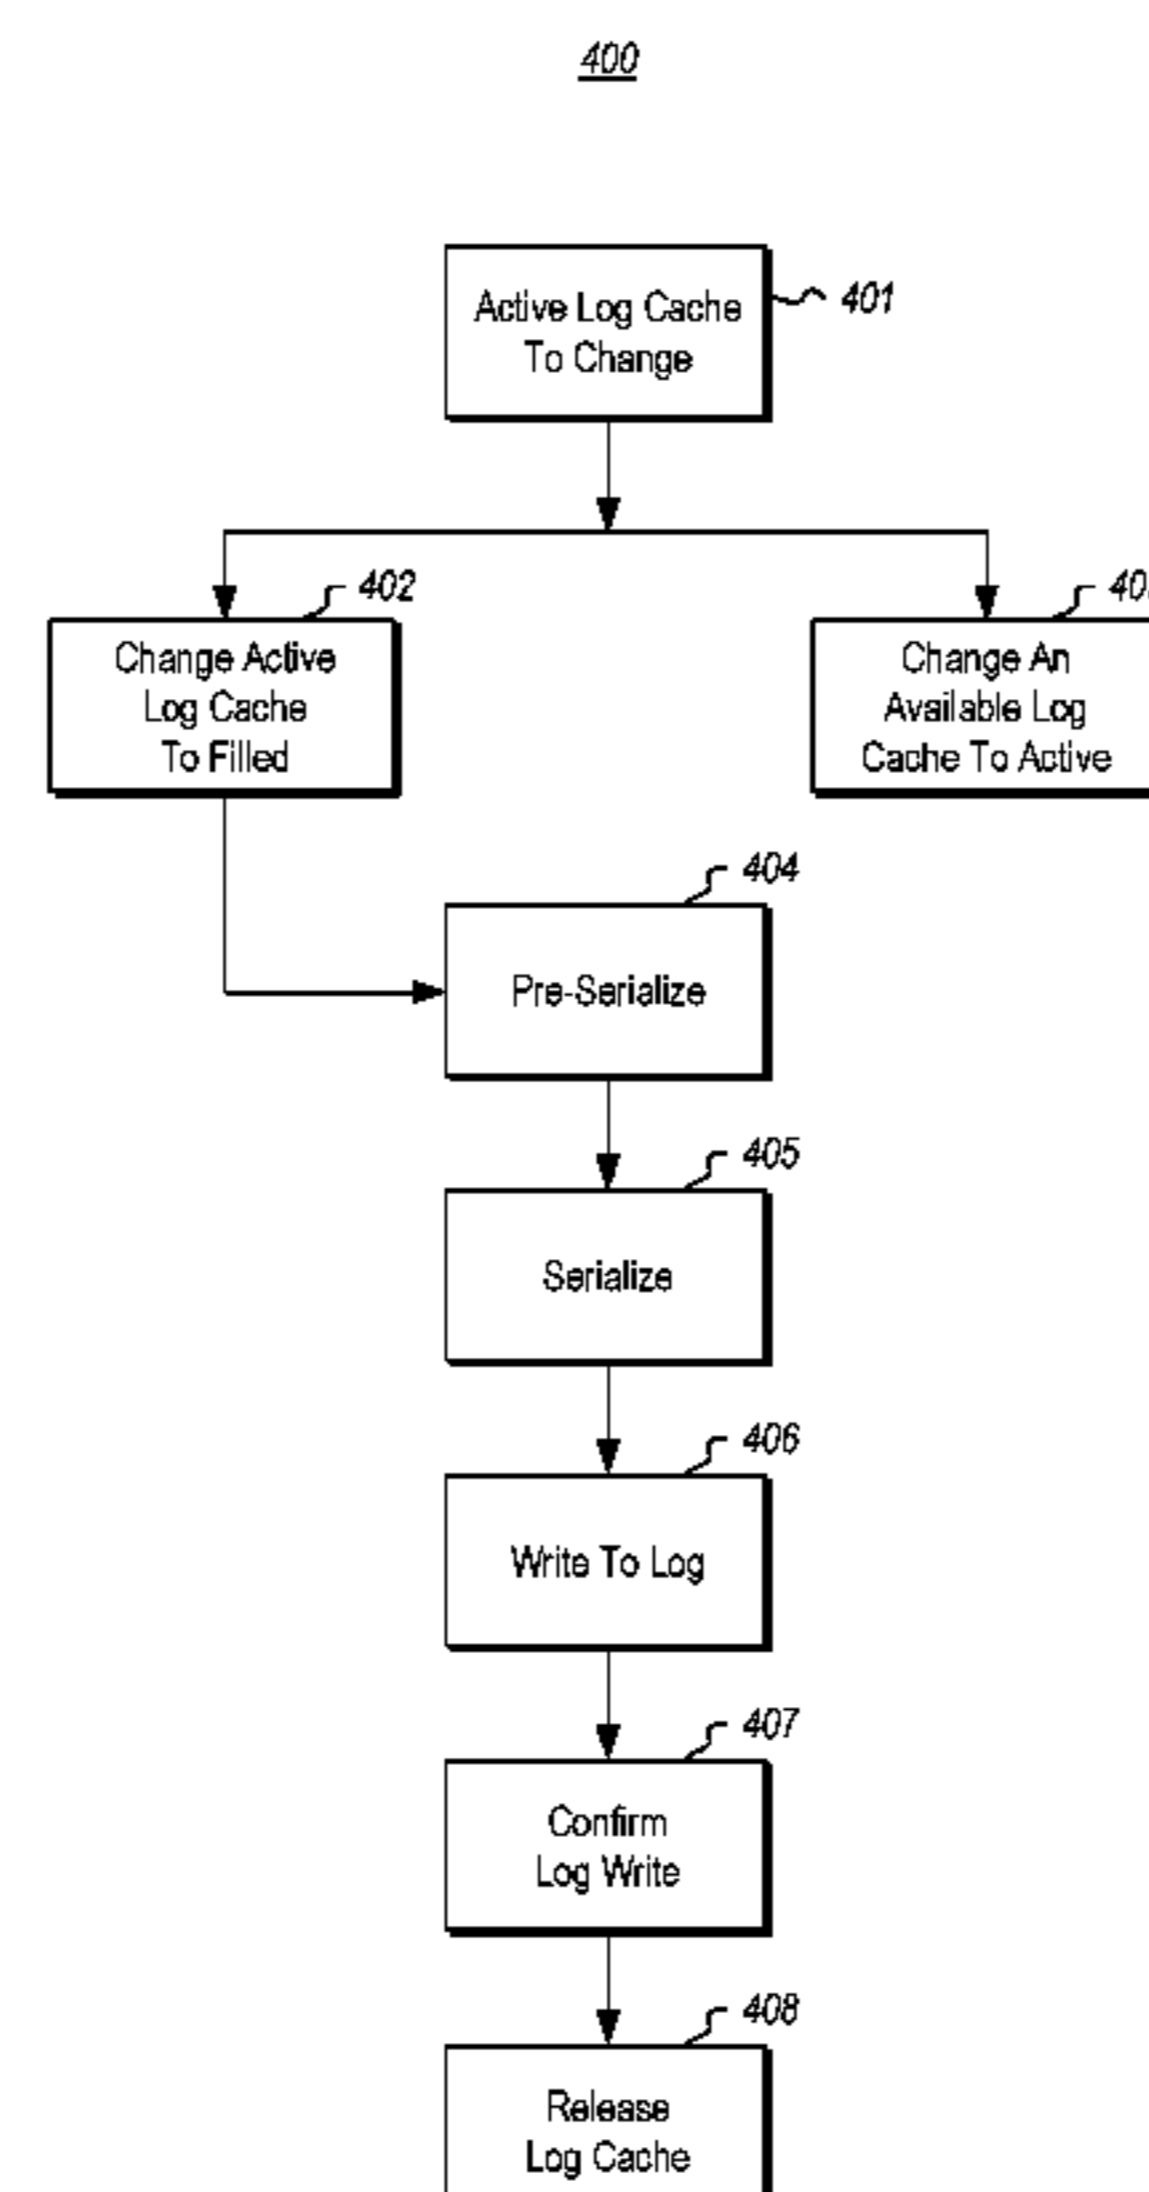 400
Active Log Cache
To Change
401
402
Change Active
Log Cache
To Filled
Change An
Available Log
Cache To Active
404
Pre-Serialize
405
Serialize
406
Write To Log
407
Confirm
Log Write
408
Release
Log Cache